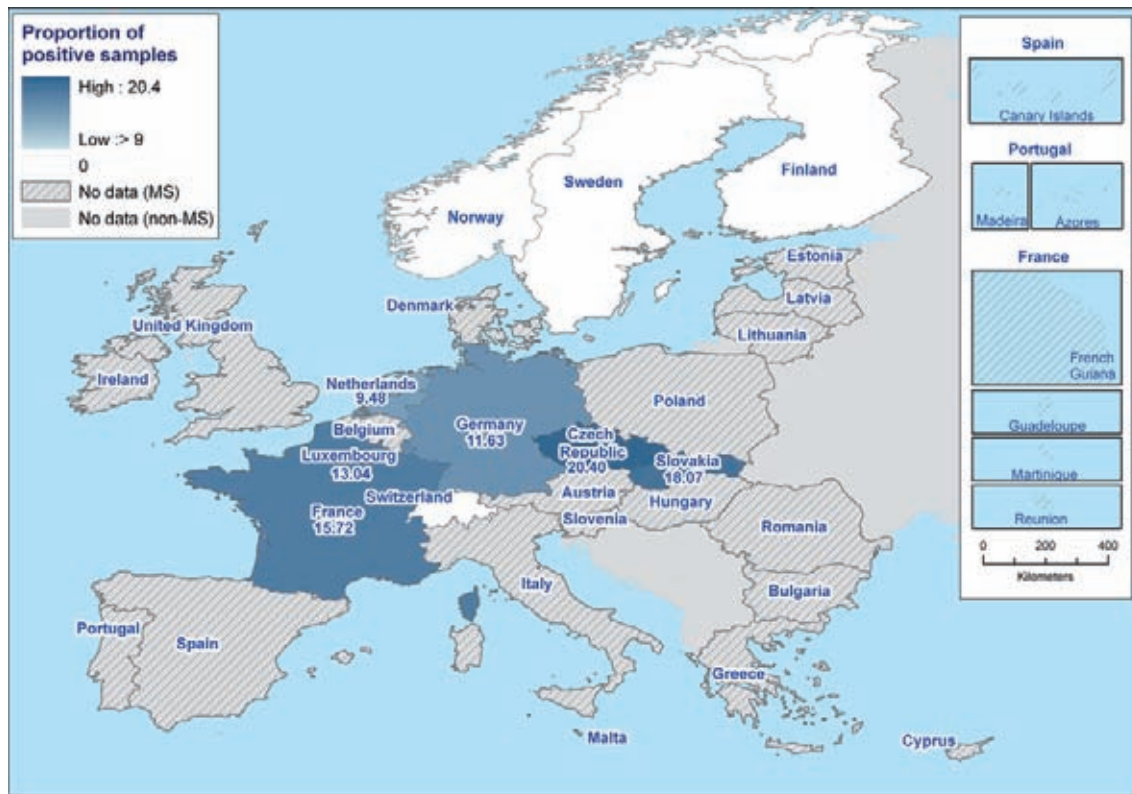 Proportion of
positive samples
High : 20.4
Low :> 9
0
No data (MS)
No data (non-MS)
Norway
Sweden
Finland
Estonia
Latvia
Lithuania
Denmark
United Kingdom
Ireland
Netherlands
9.48
Belgium
Luxembourg
13.04
Germany
11.63
Poland
Czech
Republic
20.40
Slovakia
18.07
France
15.72
Switzerland
Austria
Slovenia
Hungary
Romania
Bulgaria
Italy
Portugal
Spain
Greece
Malta
Cyprus
Spain
Canary Islands
Portugal
Madeira
Azores
France
French
Guiana
Guadeloupe
Martinique
Reunion
0 200 400
Kilometers